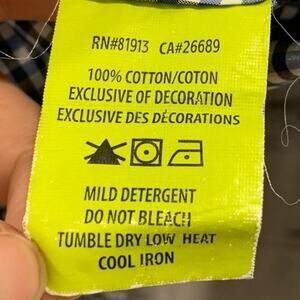 RN#81913 CA#26689
100% COTTON/COTON
EXCLUSIVE OF DECORATION
EXCLUSIVE DES DÉCORATIONS
MILD DETERGENT
DO NOT BLEACH
TUMBLE DRY LOW HEAT
COOL IRON